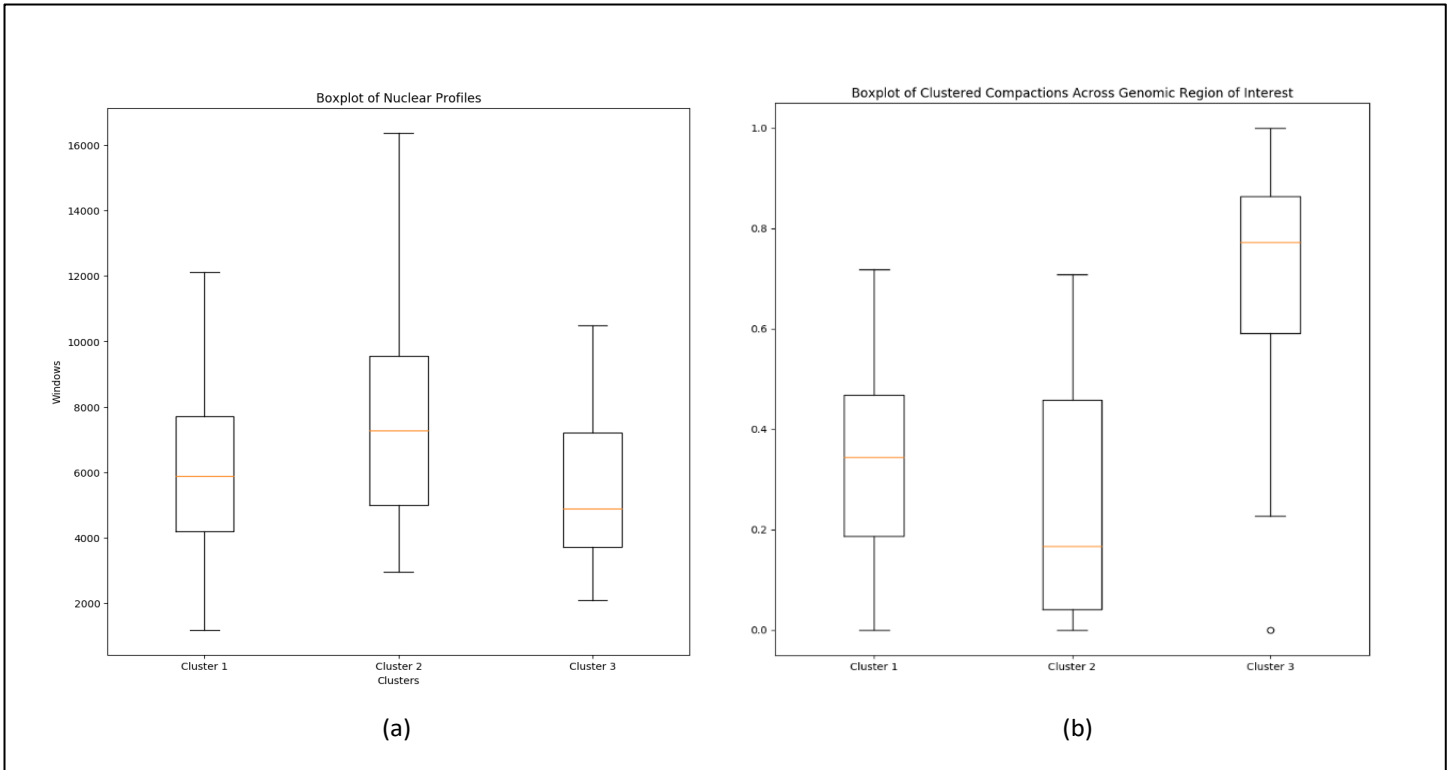 Boxplot of Nuclear Profiles
16000
14000
12000
10000
8000
6000
4000
2000
Windows
Cluster 1
Cluster 2
Cluster 3
Clusters
(a)
Boxplot of Clustered Compactions Across Genomic Region of Interest
1.0
0.8
0.6
0.4
0.2
0.0
Cluster 1
Cluster 2
Cluster 3
(b)